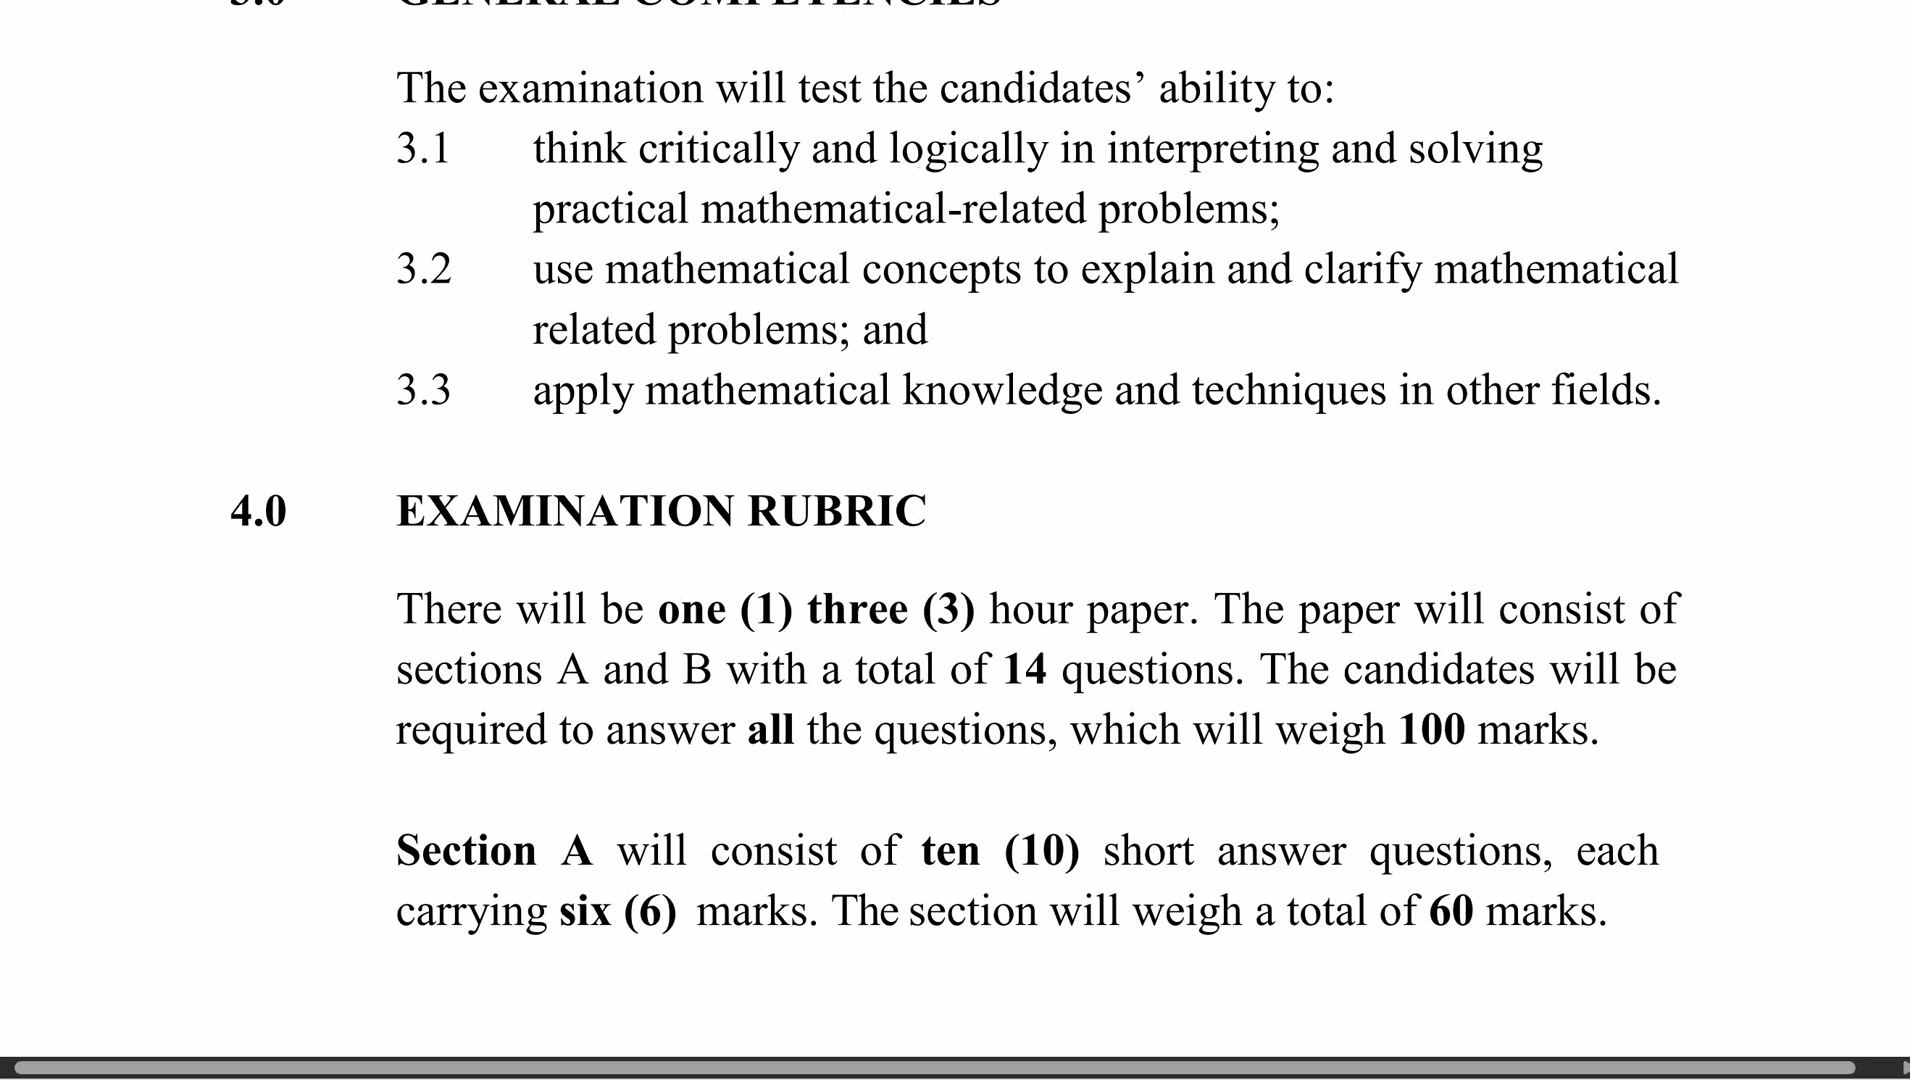 3.0 GENERAL COMPETENCIES
The examination will test the candidates’ ability to:
3.1 think critically and logically in interpreting and solving
practical mathematical-related problems;
3.2 use mathematical concepts to explain and clarify mathematical
related problems; and
3.3 apply mathematical knowledge and techniques in other fields.
4.0 EXAMINATION RUBRIC
There will be one (1) three (3) hour paper. The paper will consist of
sections A and B with a total of 14 questions. The candidates will be
required to answer all the questions, which will weigh 100 marks.
Section A will consist of ten (10) short answer questions, each
carrying six (6) marks. The section will weigh a total of 60 marks.